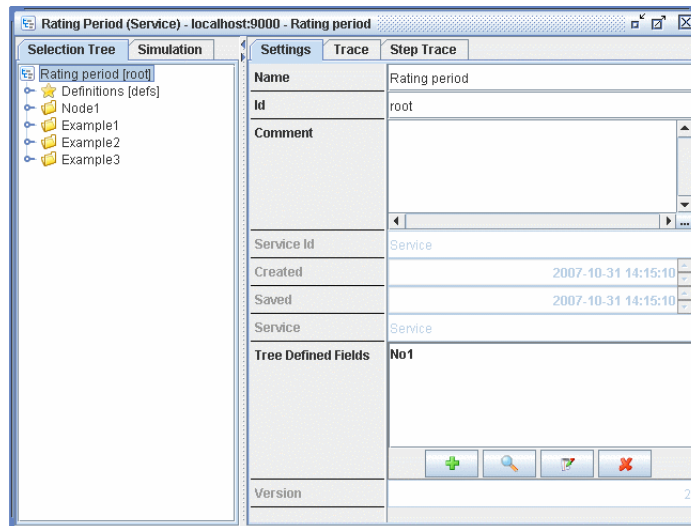 Rating Period (Service) - localhost:9000 - Rating period
Selection Tree Simulation
Rating period [root]
Definitions [defs]
Node1
Example1
Example2
Example3
Settings Trace Step Trace
Name Rating period
Id root
Comment
...
Service Id Service
Created 2007-10-31 14:15:10
Saved 2007-10-31 14:15:10
Service Service
Tree Defined Fields No1
Version 2